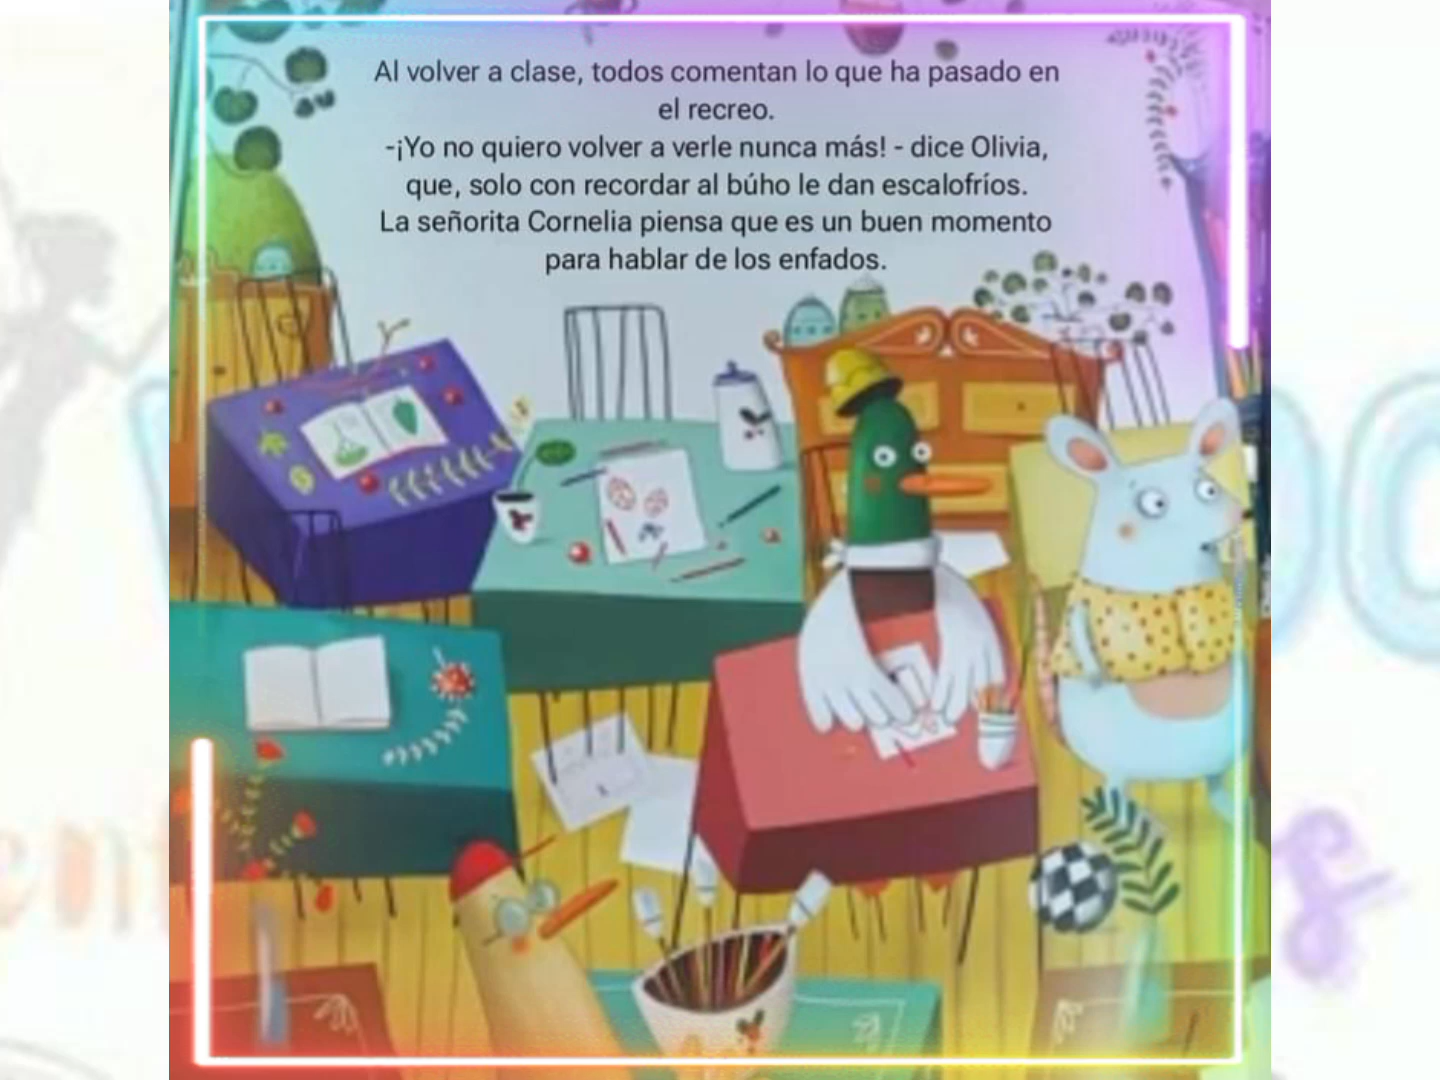 Al volver a clase, todos comentan lo que ha pasado en
el recreo.
-¡Yo no quiero volver a verle nunca más! - dice Olivia,
que, solo con recordar al búho le dan escalofríos.
La señorita Cornelia piensa que es un buen momento
para hablar de los enfados.